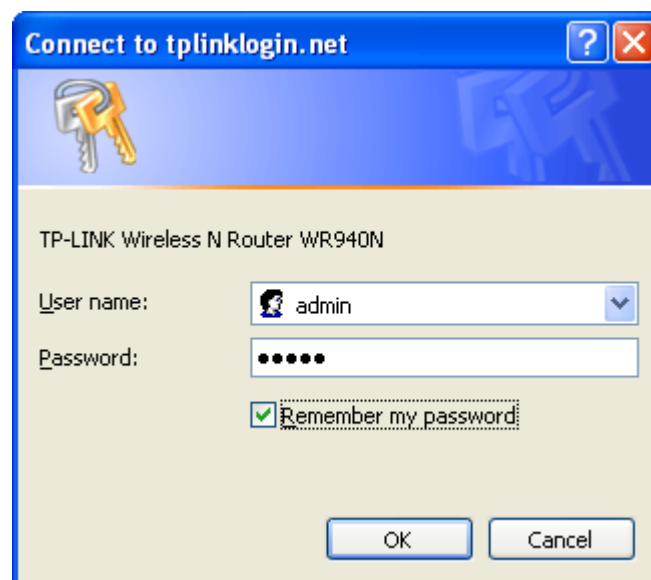 Connect to tplinklogin.net
TP-LINK Wireless N Router WR940N
User name:
admin
Password:
●●●●●
Remember my password
OK
Cancel